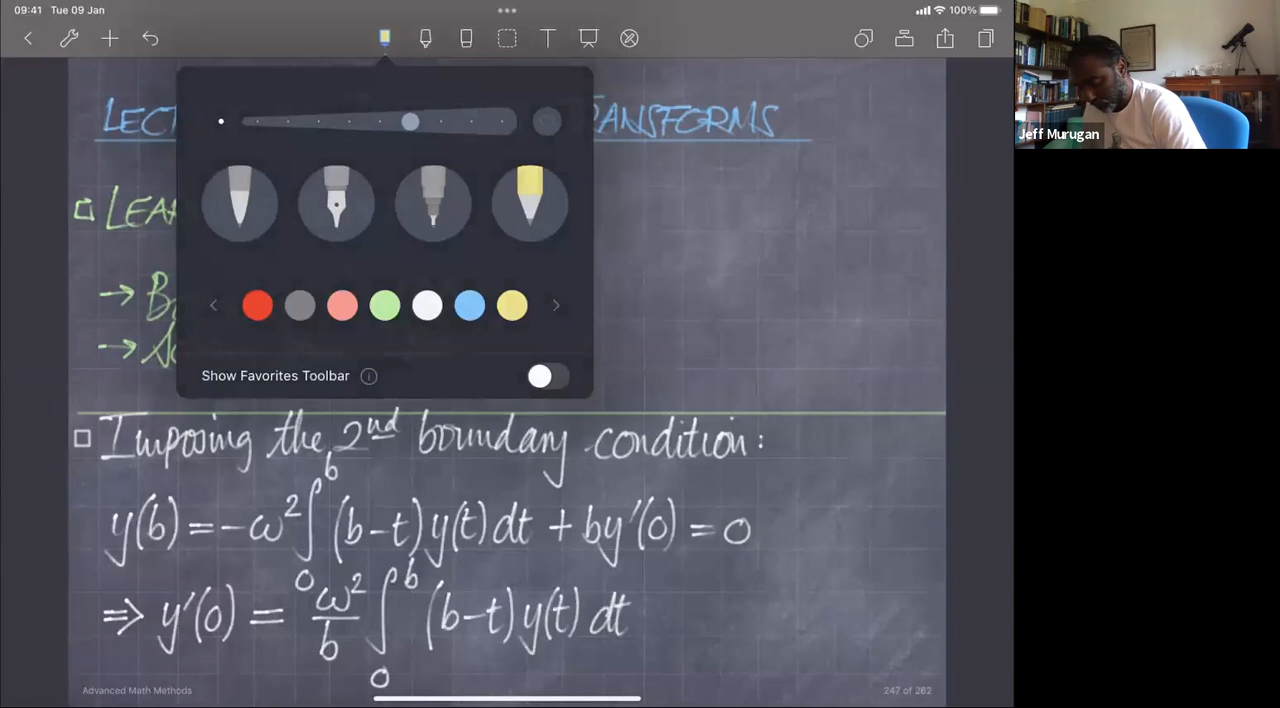 09:41 Tue 09 Jan
100%
Jeff Murugan
Show Favorites Toolbar
□ Imposing the 2nd boundary condition:
y(b) = -ω² ∫₀ᵇ (b-t) y(t) dt + by'(0) = 0
⇒ y'(0) = ω²/b ∫₀ᵇ (b-t) y(t) dt
Advanced Math Methods
247 of 262